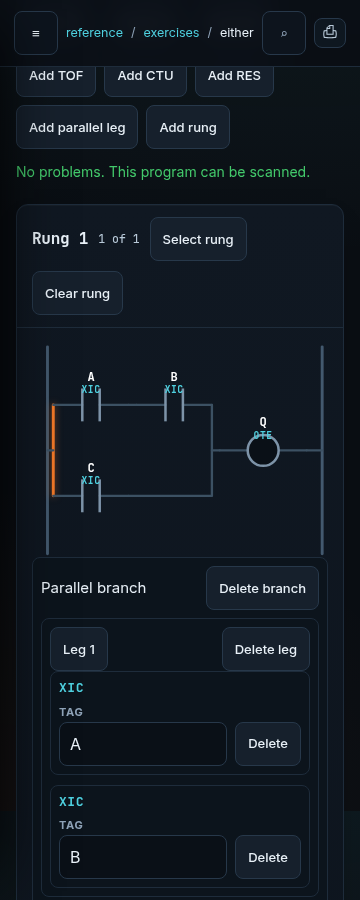 ≡ reference / exercises / either
Add TOF Add CTU Add RES
Add parallel leg Add rung
No problems. This program can be scanned.
Rung 1 1 of 1 Select rung
Clear rung
A B
XIC XIC
Q
OTE
C
XIC
Parallel branch Delete branch
Leg 1 Delete leg
XIC
TAG
A Delete
XIC
TAG
B Delete